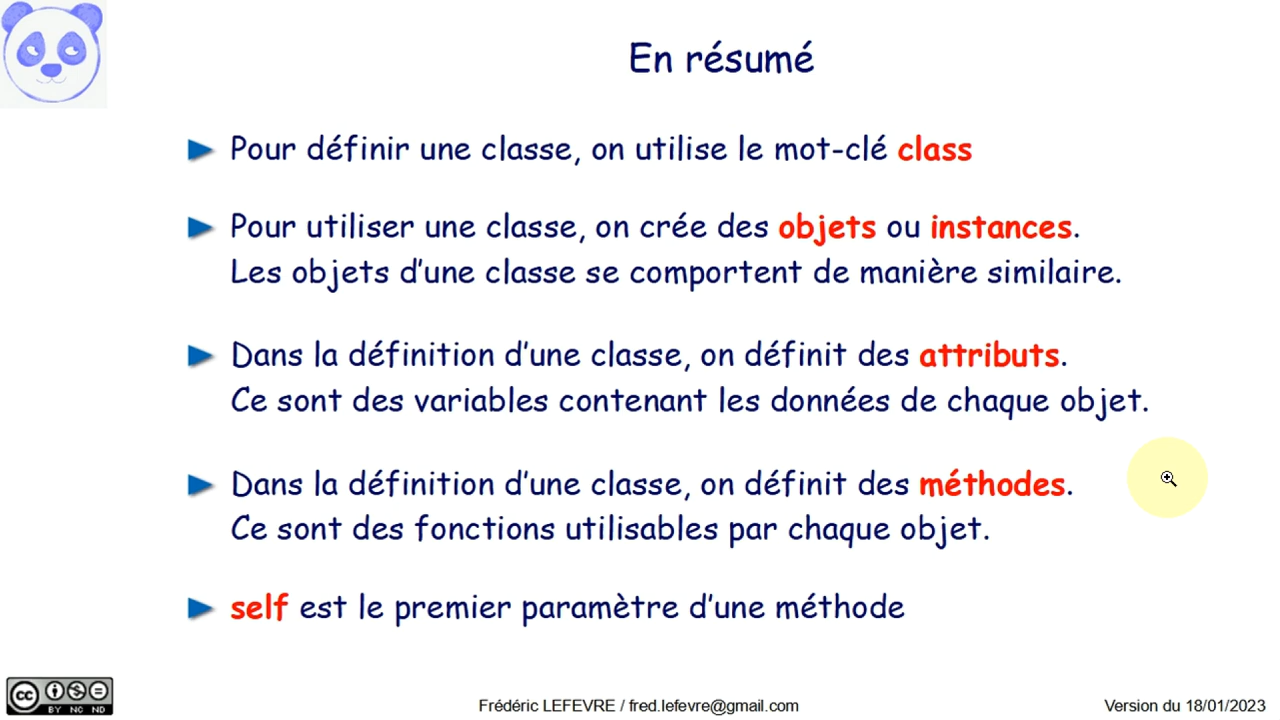 En résumé
Pour définir une classe, on utilise le mot-clé class
Pour utiliser une classe, on crée des objets ou instances.
Les objets d'une classe se comportent de manière similaire.
Dans la définition d'une classe, on définit des attributs.
Ce sont des variables contenant les données de chaque objet.
Dans la définition d'une classe, on définit des méthodes.
Ce sont des fonctions utilisables par chaque objet.
self est le premier paramètre d'une méthode
cc BY NC ND
Frédéric LEFEVRE / fred.lefevre@gmail.com
Version du 18/01/2023